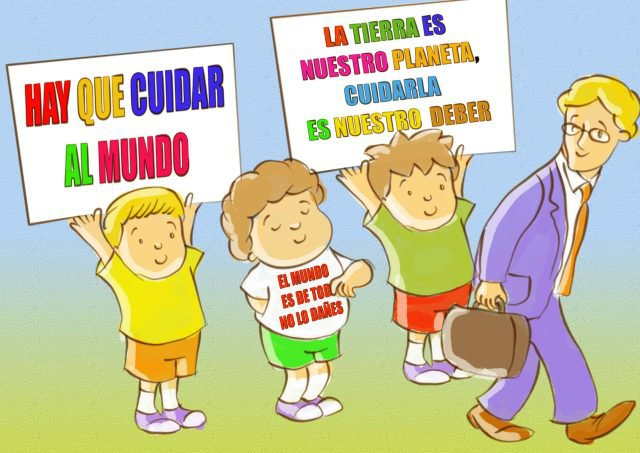 HAY QUE CUIDAR
AL MUNDO
LA TIERRA ES
NUESTRO PLANETA,
CUIDARLA
ES NUESTRO DEBER
EL MUNDO
ES DE TOD
NO LO DAÑES